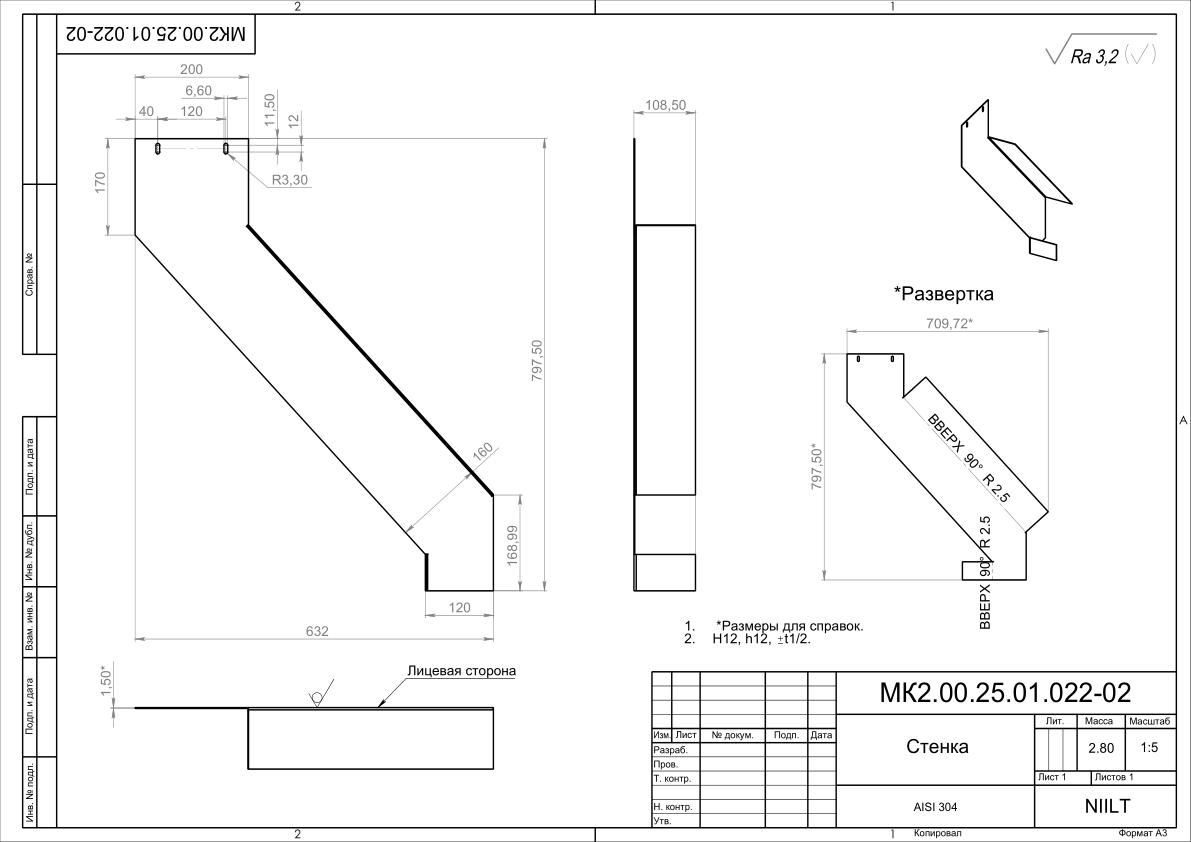 2
1
МК2.00.25.01.022-02
Ra 3,2 (√)
200
6,60
40
120
11,50
12
R3,30
170
797,50
160
168,99
120
632
108,50
*Развертка
709,72*
797,50*
ВВЕРХ 90° R 2.5
ВВЕРХ 90° R 2.5
1. *Размеры для справок.
2. H12, h12, ±t1/2.
1,50*
Лицевая сторона
Справ. №
Подп. и дата
Инв. № дубл.
Взам. инв. №
Подп. и дата
Инв. № подл.
A
МК2.00.25.01.022-02
Изм. Лист № докум. Подп. Дата
Разраб.
Пров.
Т. контр.
Н. контр.
Утв.
Стенка
Лит. Масса Масштаб
2.80 1:5
Лист 1 Листов 1
AISI 304
NIILT
2
1
Копировал
Формат А3